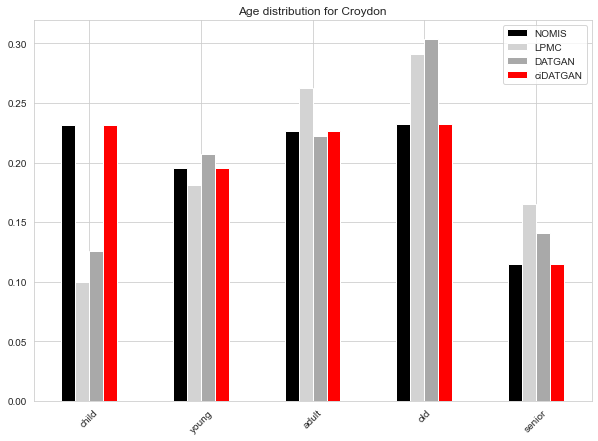 Age distribution for Croydon
NOMIS
LPMC
DATGAN
ciDATGAN
0.30
0.25
0.20
0.15
0.10
0.05
0.00
child
young
adult
old
senior